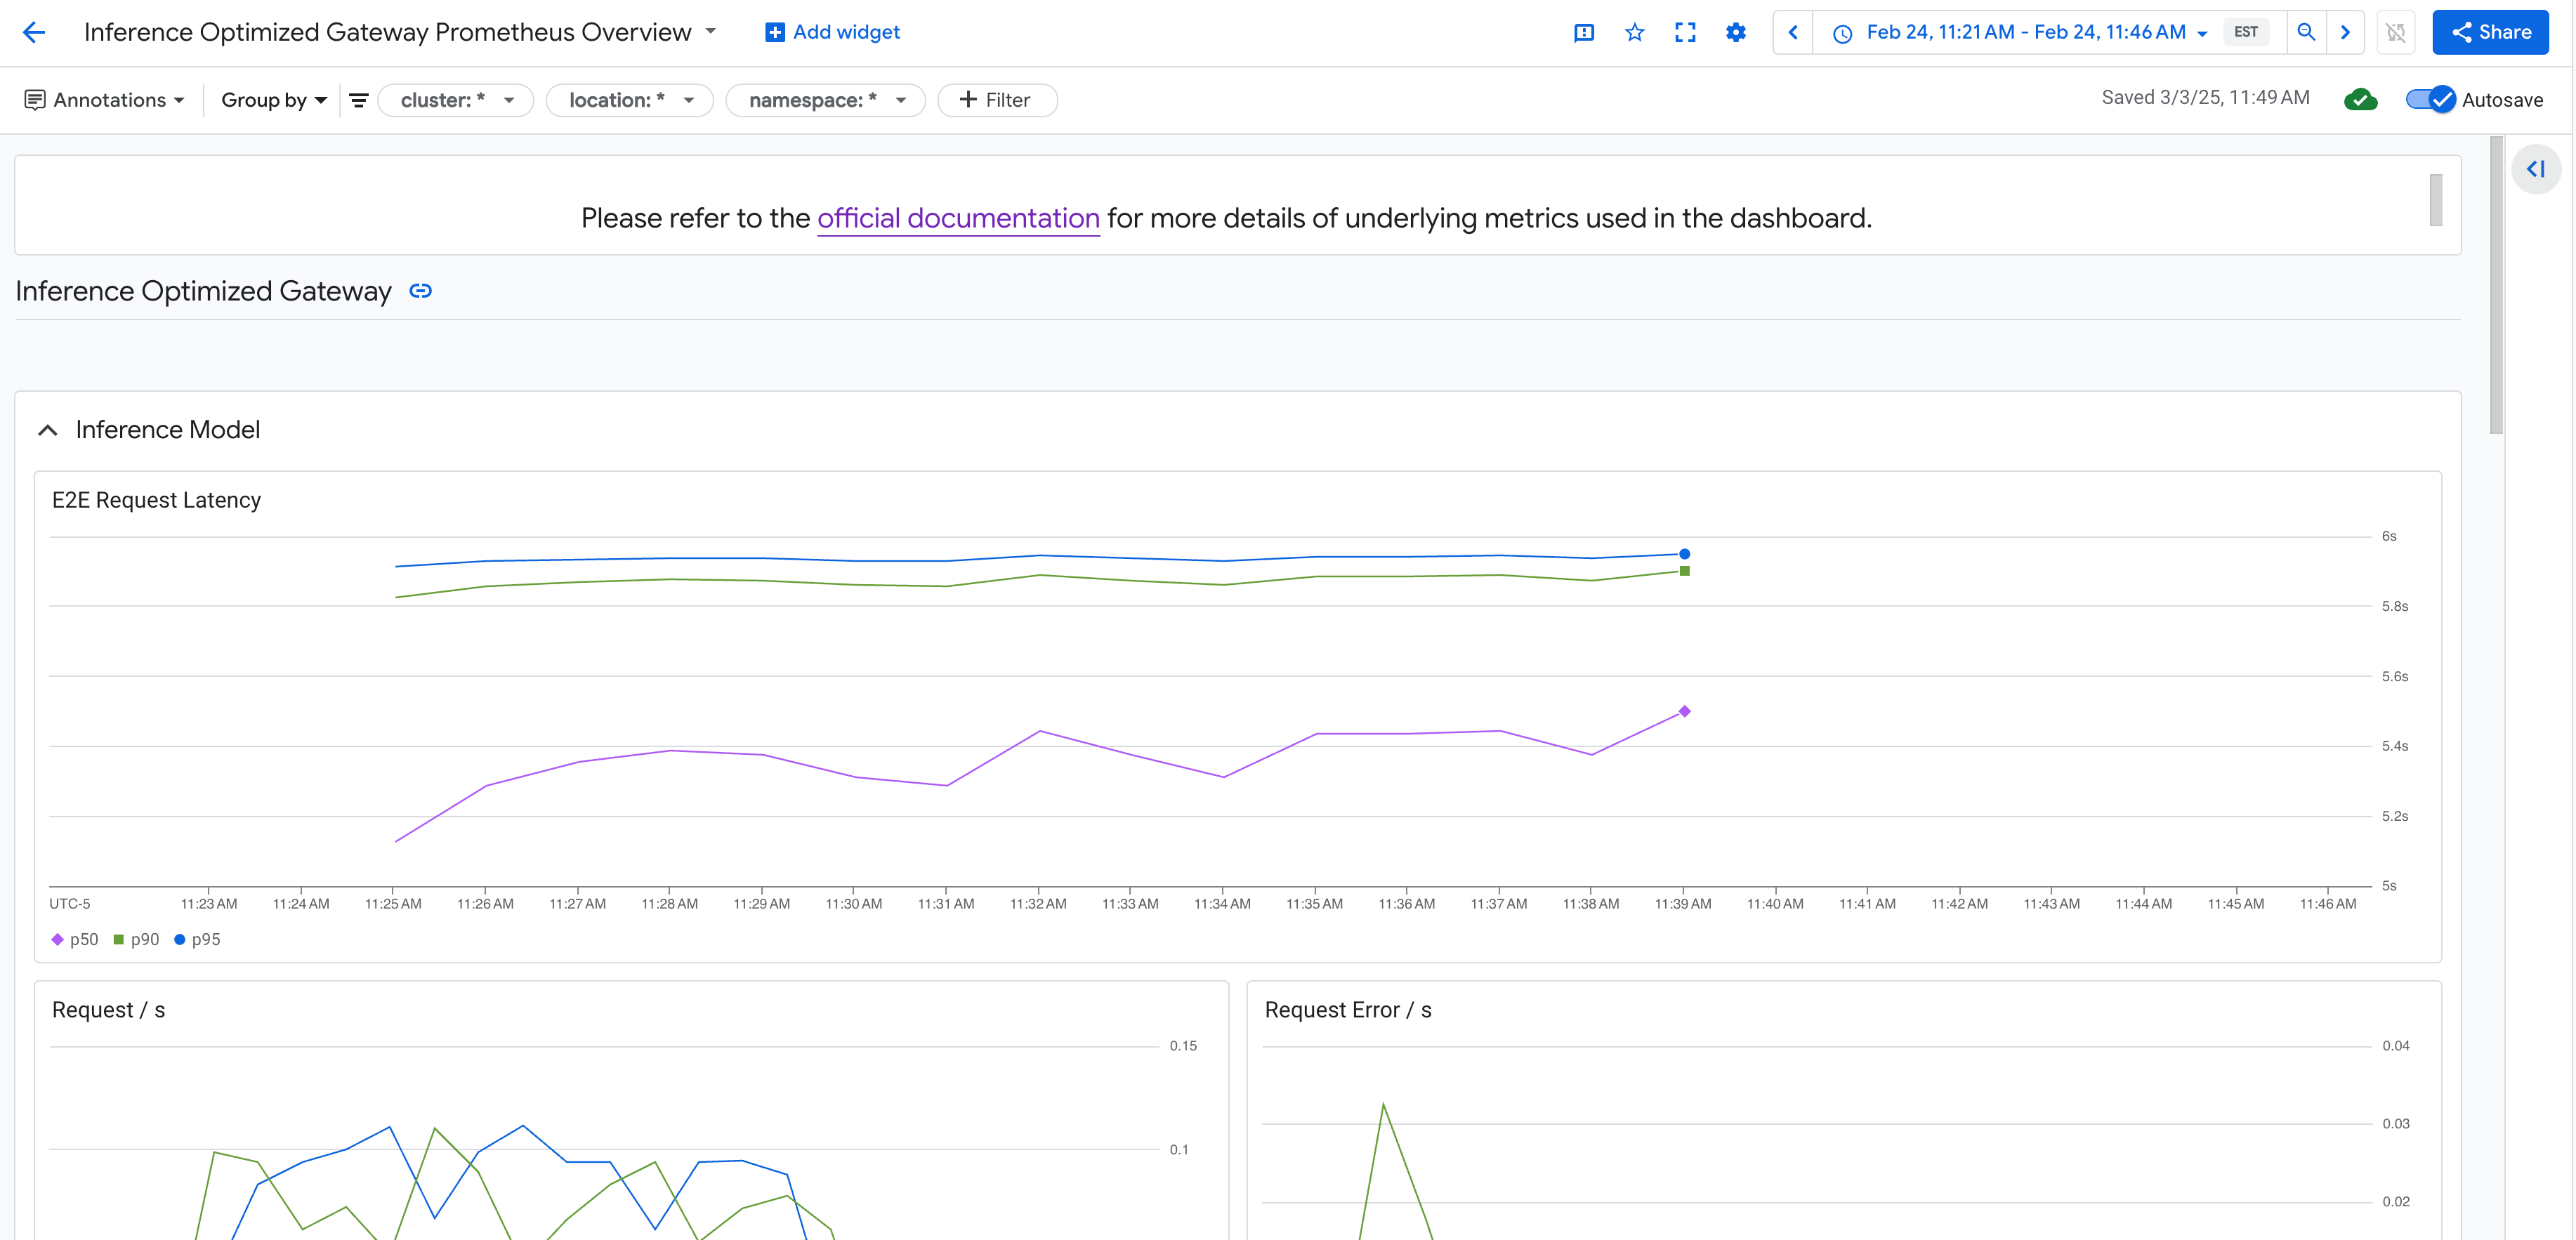 Inference Optimized Gateway Prometheus Overview
Add widget
Feb 24, 11:21 AM - Feb 24, 11:46 AM
EST
Share
Annotations
Group by
cluster: *
location: *
namespace: *
Filter
Saved 3/3/25, 11:49 AM
Autosave
Please refer to the official documentation for more details of underlying metrics used in the dashboard.
Inference Optimized Gateway
Inference Model
E2E Request Latency
6s
5.8s
5.6s
5.4s
5.2s
5s
UTC-5 11:23 AM 11:24 AM 11:25 AM 11:26 AM 11:27 AM 11:28 AM 11:29 AM 11:30 AM 11:31 AM 11:32 AM 11:33 AM 11:34 AM 11:35 AM 11:36 AM 11:37 AM 11:38 AM 11:39 AM 11:40 AM 11:41 AM 11:42 AM 11:43 AM 11:44 AM 11:45 AM 11:46 AM
p50 p90 p95
Request / s
0.15
0.1
Request Error / s
0.04
0.03
0.02